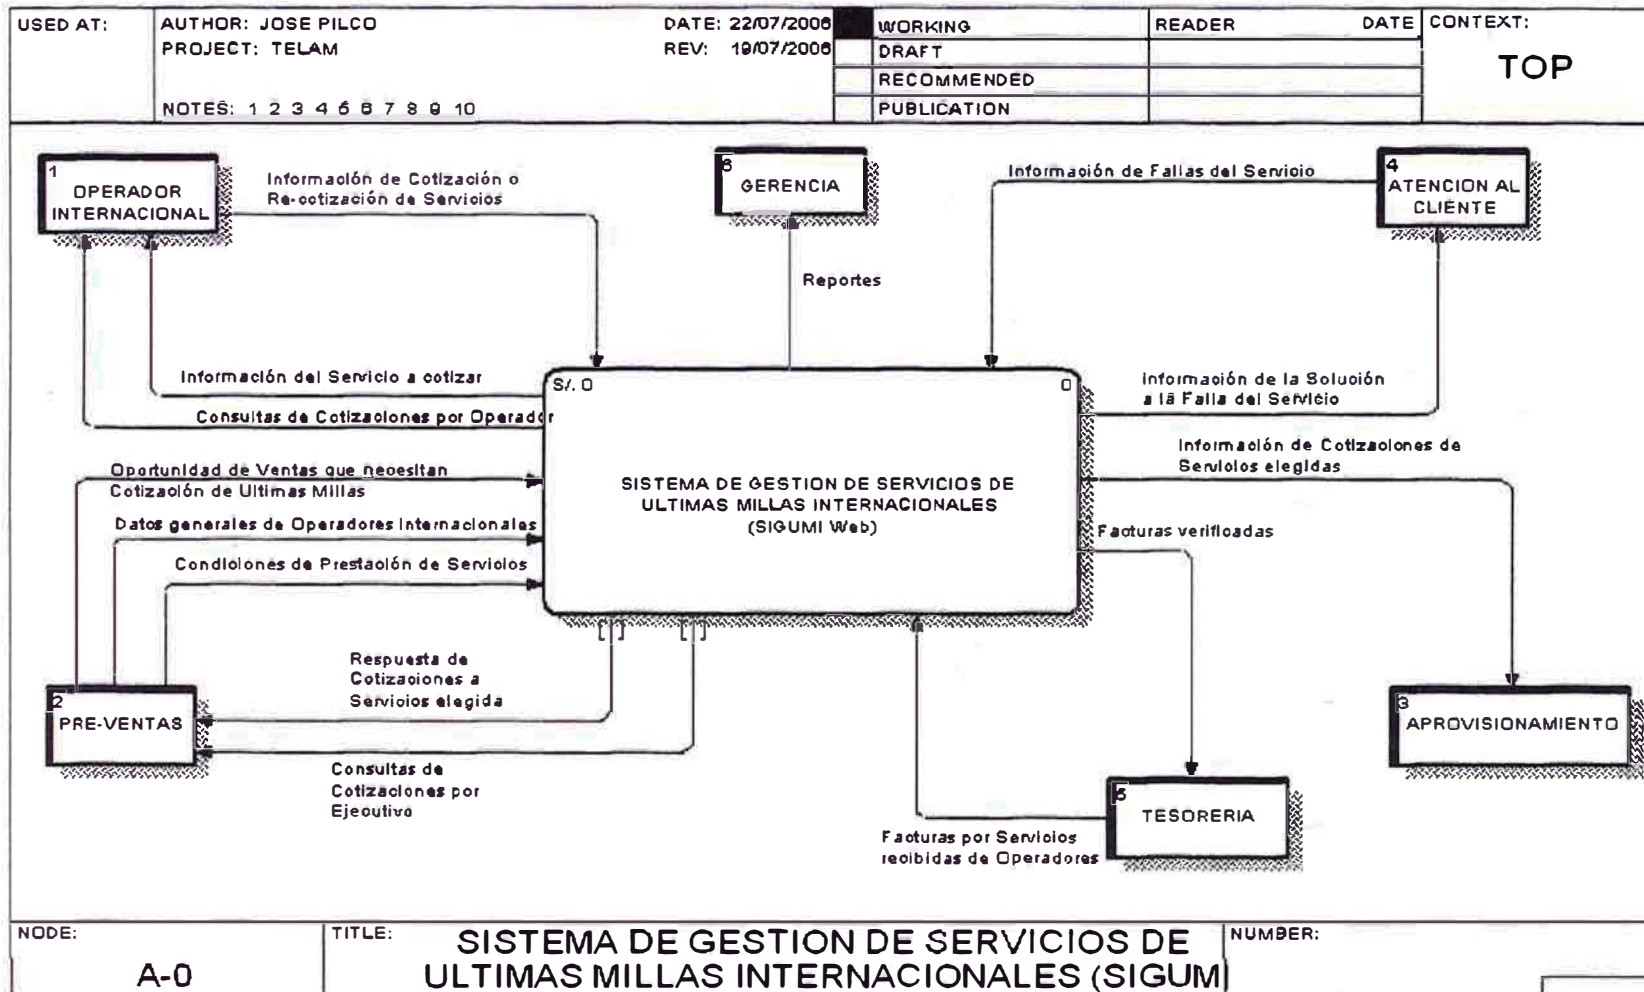 USED AT:
AUTHOR: JOSE PILCO
PROJECT: TELAM
NOTES: 1 2 3 4 5 6 7 8 9 10
DATE: 22/07/2006
REV: 19/07/2006
WORKING
DRAFT
RECOMMENDED
PUBLICATION
READER
DATE
CONTEXT:
TOP
1
OPERADOR
INTERNACIONAL
Información de Cotización o
Re-cotización de Servicios
6
GERENCIA
Reportes
Información de Fallas del Servicio
4
ATENCION AL
CLIENTE
Información del Servicio a cotizar
Consultas de Cotizaciones por Operador
S/. 0
0
SISTEMA DE GESTION DE SERVICIOS DE
ULTIMAS MILLAS INTERNACIONALES
(SIGUMI Web)
Información de la Solución
a la Falla del Servicio
Información de Cotizaciones de
Servicios elegidas
Oportunidad de Ventas que necesitan
Cotización de Ultimas Millas
Datos generales de Operadores Internacionales
Condiciones de Prestación de Servicios
Facturas verificadas
Respuesta de
Cotizaciones a
Servicios elegida
2
PRE-VENTAS
Consultas de
Cotizaciones por
Ejecutivo
3
APROVISIONAMIENTO
5
TESORERIA
Facturas por Servicios
recibidas de Operadores
NODE:
A-0
TITLE:
SISTEMA DE GESTION DE SERVICIOS DE
ULTIMAS MILLAS INTERNACIONALES (SIGUMI
NUMBER: